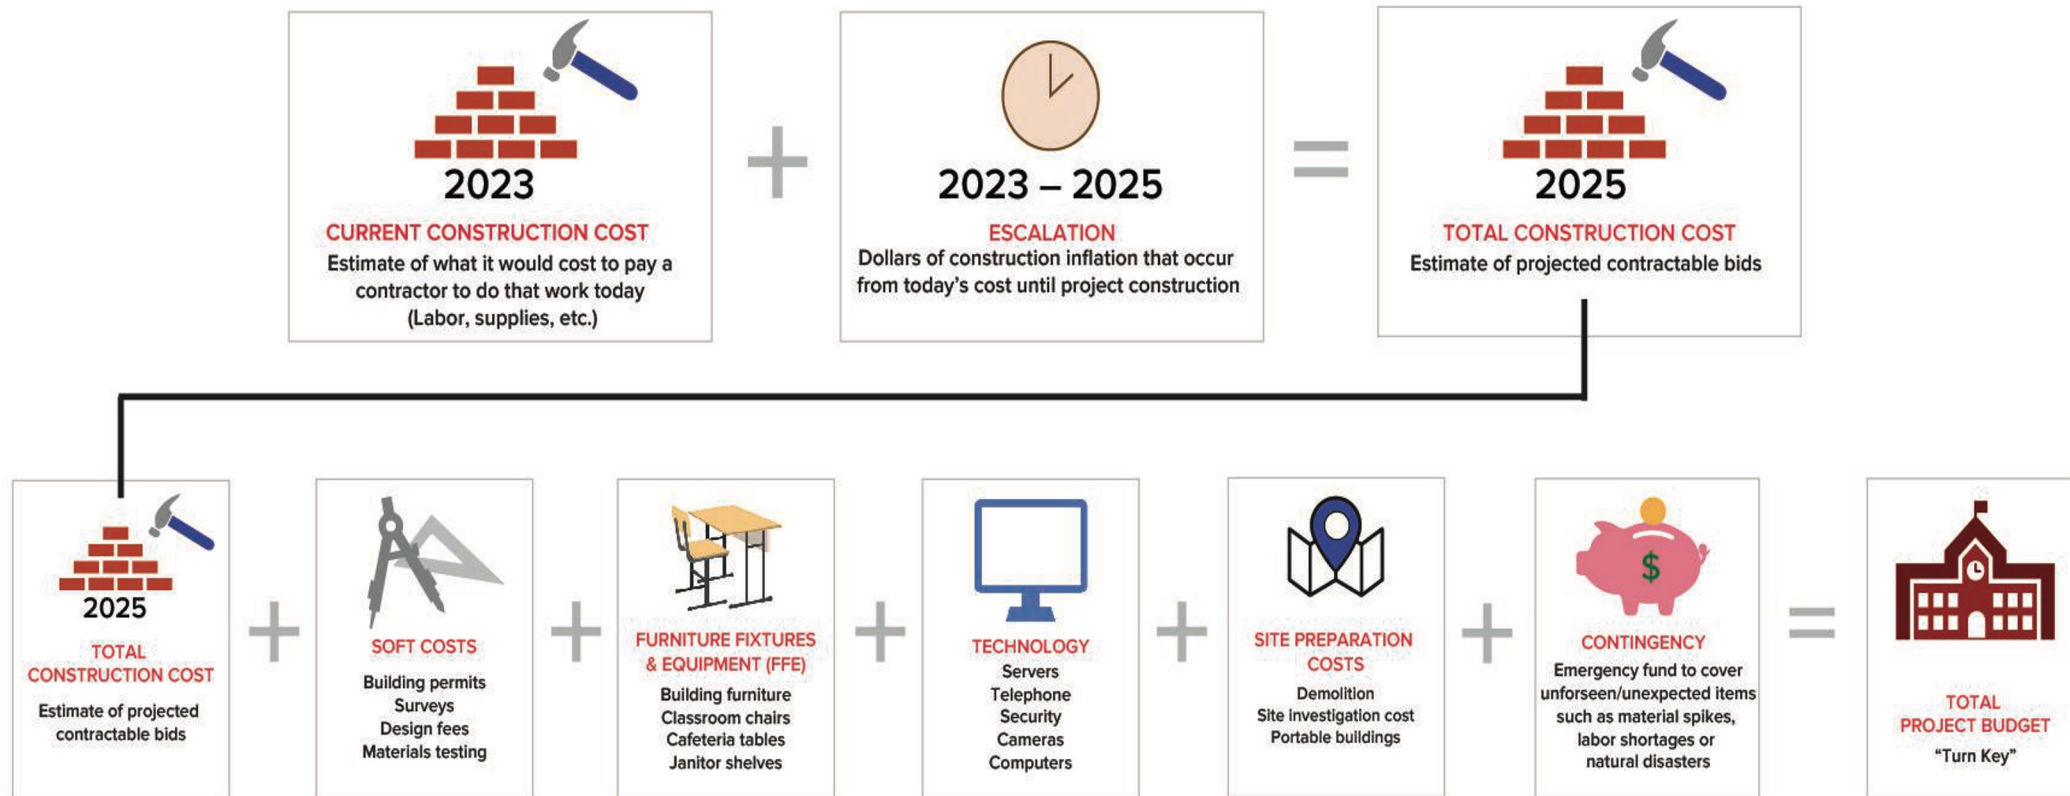 2023
CURRENT CONSTRUCTION COST
Estimate of what it would cost to pay a
contractor to do that work today
(Labor, supplies, etc.)
+
2023 – 2025
ESCALATION
Dollars of construction inflation that occur
from today's cost until project construction
=
2025
TOTAL CONSTRUCTION COST
Estimate of projected contractable bids
2025
TOTAL
CONSTRUCTION COST
Estimate of projected
contractable bids
+
SOFT COSTS
Building permits
Surveys
Design fees
Materials testing
+
FURNITURE FIXTURES
& EQUIPMENT (FFE)
Building furniture
Classroom chairs
Cafeteria tables
Janitor shelves
+
TECHNOLOGY
Servers
Telephone
Security
Cameras
Computers
+
SITE PREPARATION
COSTS
Demolition
Site investigation cost
Portable buildings
+
$
CONTINGENCY
Emergency fund to cover
unforseen/unexpected items
such as material spikes,
labor shortages or
natural disasters
=
TOTAL
PROJECT BUDGET
“Turn Key”